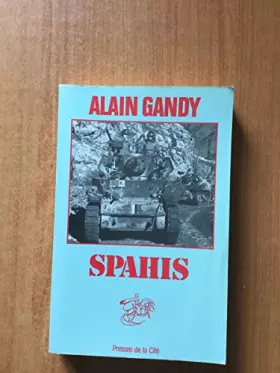 ALAIN GANDY
SPAHIS
Presses de la Cité